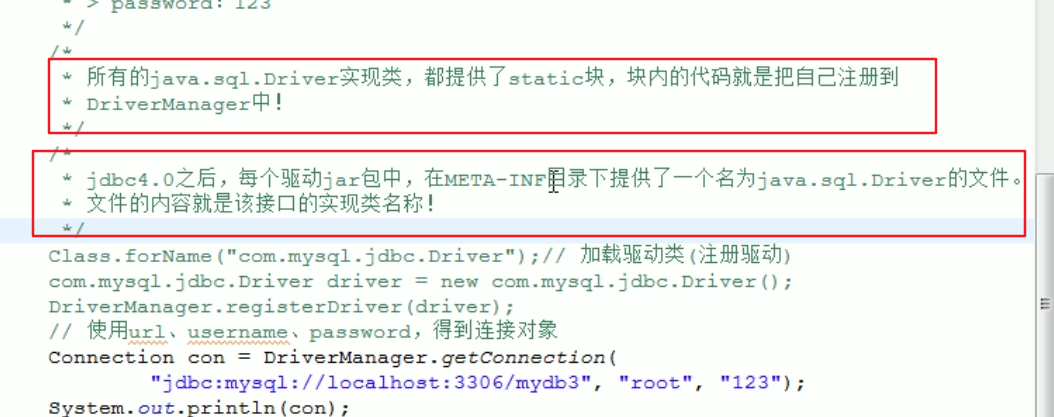 * > password：123
*/
/*
* 所有的java.sql.Driver实现类，都提供了static块，块内的代码就是把自己注册到
* DriverManager中！
*/
/*
* jdbc4.0之后，每个驱动jar包中，在META-INF目录下提供了一个名为java.sql.Driver的文件。
* 文件的内容就是该接口的实现类名称！
*/
Class.forName("com.mysql.jdbc.Driver");// 加载驱动类(注册驱动)
com.mysql.jdbc.Driver driver = new com.mysql.jdbc.Driver();
DriverManager.registerDriver(driver);
// 使用url、username、password，得到连接对象
Connection con = DriverManager.getConnection(
"jdbc:mysql://localhost:3306/mydb3", "root", "123");
System.out.println(con);